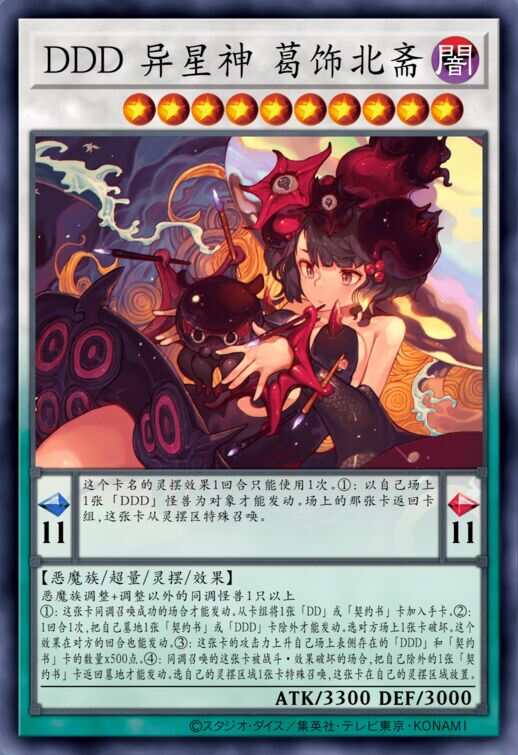 DDD 异星神 葛饰北斋
闇
这个卡名的灵摆效果1回合只能使用1次。①：以自己场上
1张「DDD」怪兽为对象才能发动。场上的那张卡返回卡
组,这张卡从灵摆区特殊召唤。
11
11
【恶魔族/超量/灵摆/效果】
恶魔族调整+调整以外的同调怪兽1只以上
①：这张卡同调召唤成功的场合才能发动。从卡组将1张「DD」或「契约书」卡加入手卡。②：
1回合1次,把自己墓地1张「契约书」或「DDD」卡除外才能发动。选对方场上1张卡破坏。这个
效果在对方的回合也能发动。③：这张卡的攻击力上升自己场上表侧存在的「DDD」和「契约
书」卡的数量x500点。④：同调召唤的这张卡被战斗・效果破坏的场合,把自己除外的1张「契
约书」卡返回墓地才能发动。选自己的灵摆区域1张卡特殊召唤,这张卡在自己的灵摆区域放置。
ATK/3300 DEF/3000
©スタジオ・ダイス/集英社・テレビ東京・KONAMI